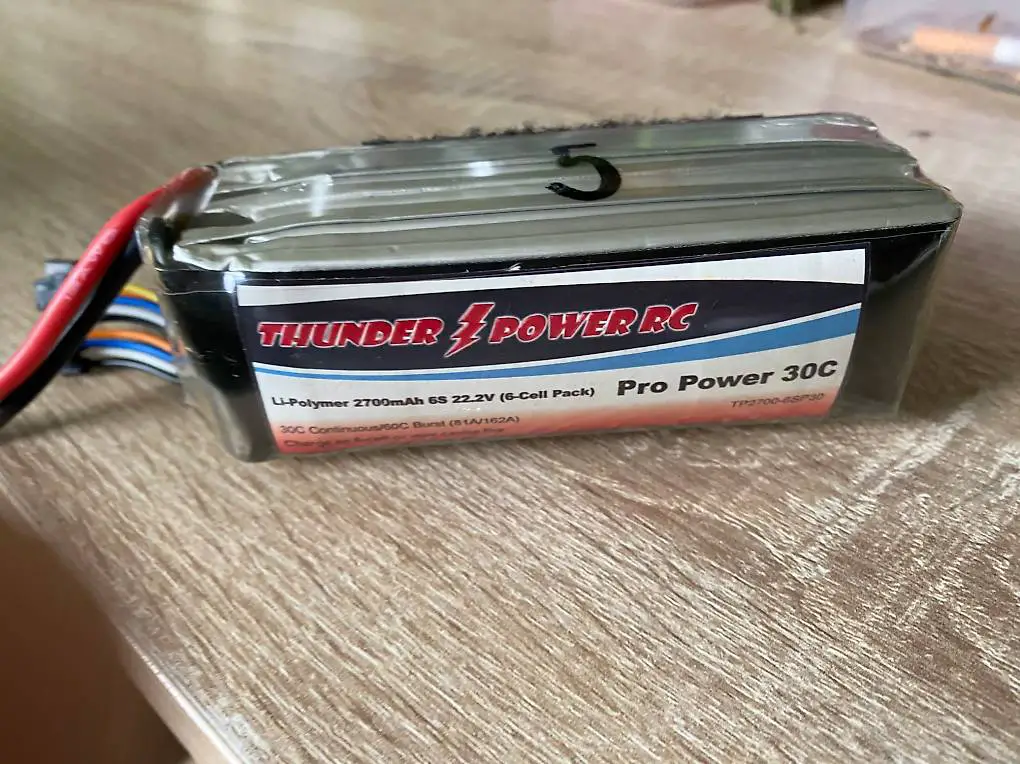 5
THUNDER POWER RC
Li-Polymer 2700mAh 6S 22.2V (6-Cell Pack)
Pro Power 30C
30C Continuous/60C Burst (81A/162A)
TP2700-6SP30